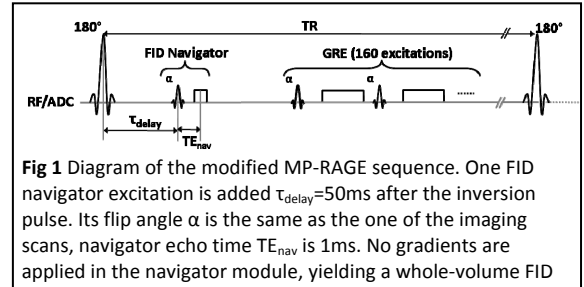 180°
TR
180°
FID Navigator
GRE (160 excitations)
α
α
α
......
RF/ADC
τdelay
TEnav
Fig 1 Diagram of the modified MP-RAGE sequence. One FID
navigator excitation is added τdelay=50ms after the inversion
pulse. Its flip angle α is the same as the one of the imaging
scans, navigator echo time TEnav is 1ms. No gradients are
applied in the navigator module, yielding a whole-volume FID